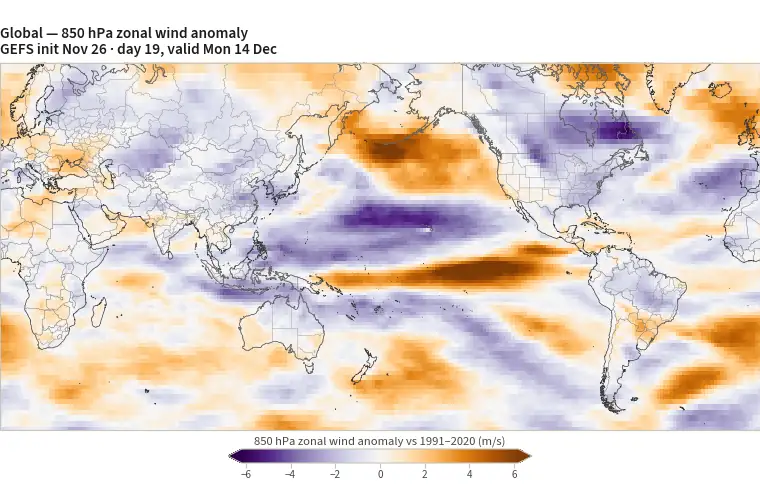 Global — 850 hPa zonal wind anomaly
GEFS init Nov 26 · day 19, valid Mon 14 Dec
850 hPa zonal wind anomaly vs 1991–2020 (m/s)
−6 −4 −2 0 2 4 6